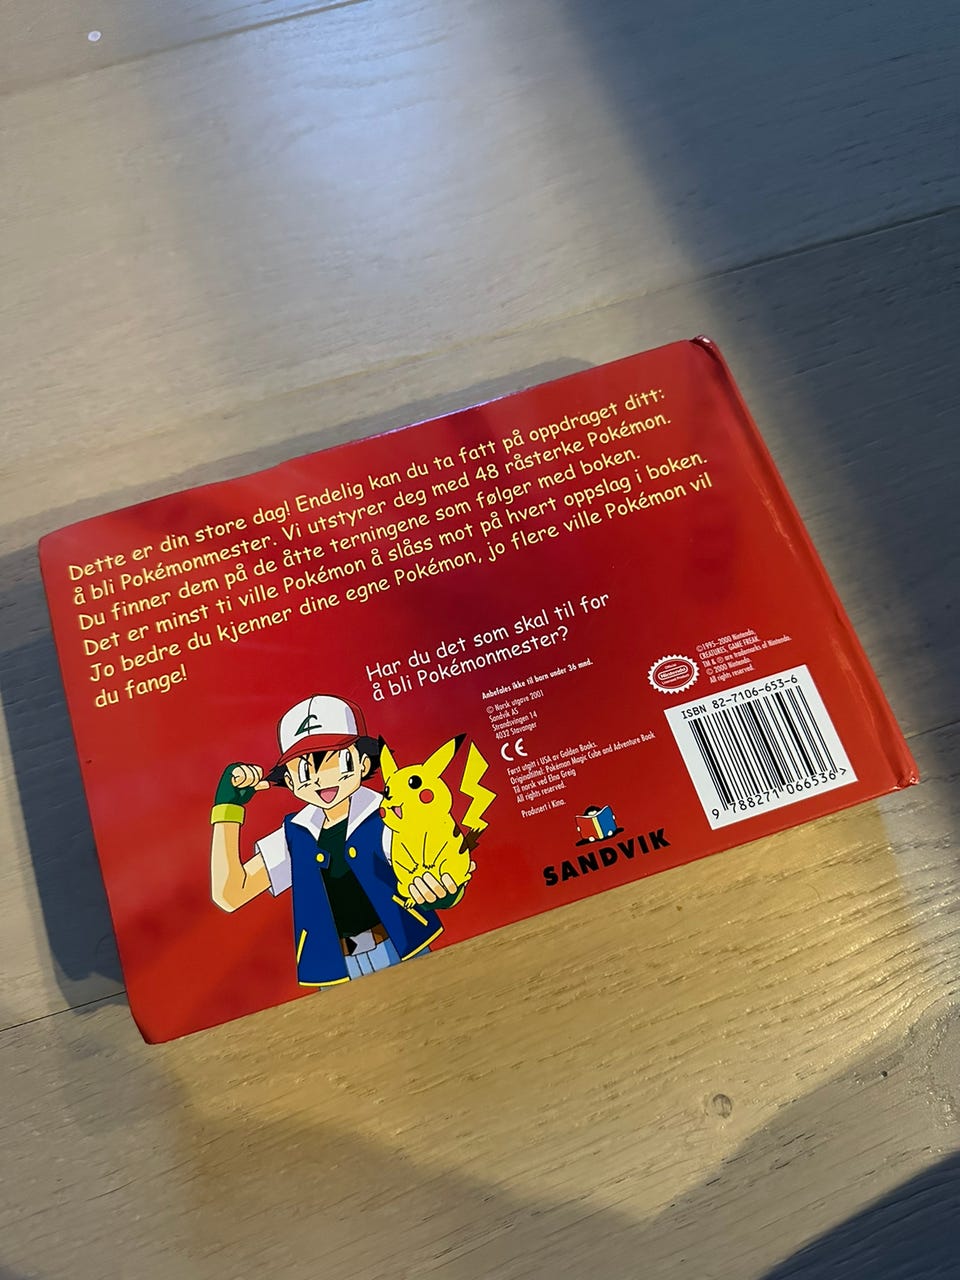 Dette er din store dag! Endelig kan du ta fatt på oppdraget ditt:
å bli Pokémonmester. Vi utstyrer deg med 48 råsterke Pokémon.
Du finner dem på de åtte terningene som følger med boken.
Det er minst ti ville Pokémon å slåss mot på hvert oppslag i boken.
Jo bedre du kjenner dine egne Pokémon, jo flere ville Pokémon vil
du fange!
Har du det som skal til for
å bli Pokémonmester?
Anbefales ikke til barn under 36 mnd.
© Norsk utgave 2001
Sandvik AS
Strandsvingen 14
4032 Stavanger
CE
Først utgitt i USA av Golden Books.
Originaltittel: Pokémon Magic Cube and Adventure Book
Til norsk ved Elna Greig
All rights reserved.
Produsert i Kina.
SANDVIK
Official
Nintendo
Licensed Product
©1995-2000 Nintendo,
CREATURES, GAME FREAK.
TM & ® are trademarks of Nintendo.
© 2000 Nintendo.
All rights reserved.
ISBN 82-7106-653-6
9 788271 066536 >